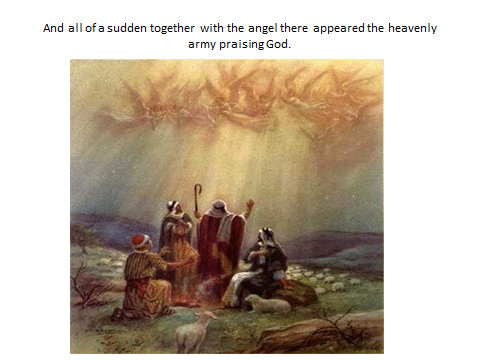 And all of a sudden together with the angel there appeared the heavenly
army praising God.